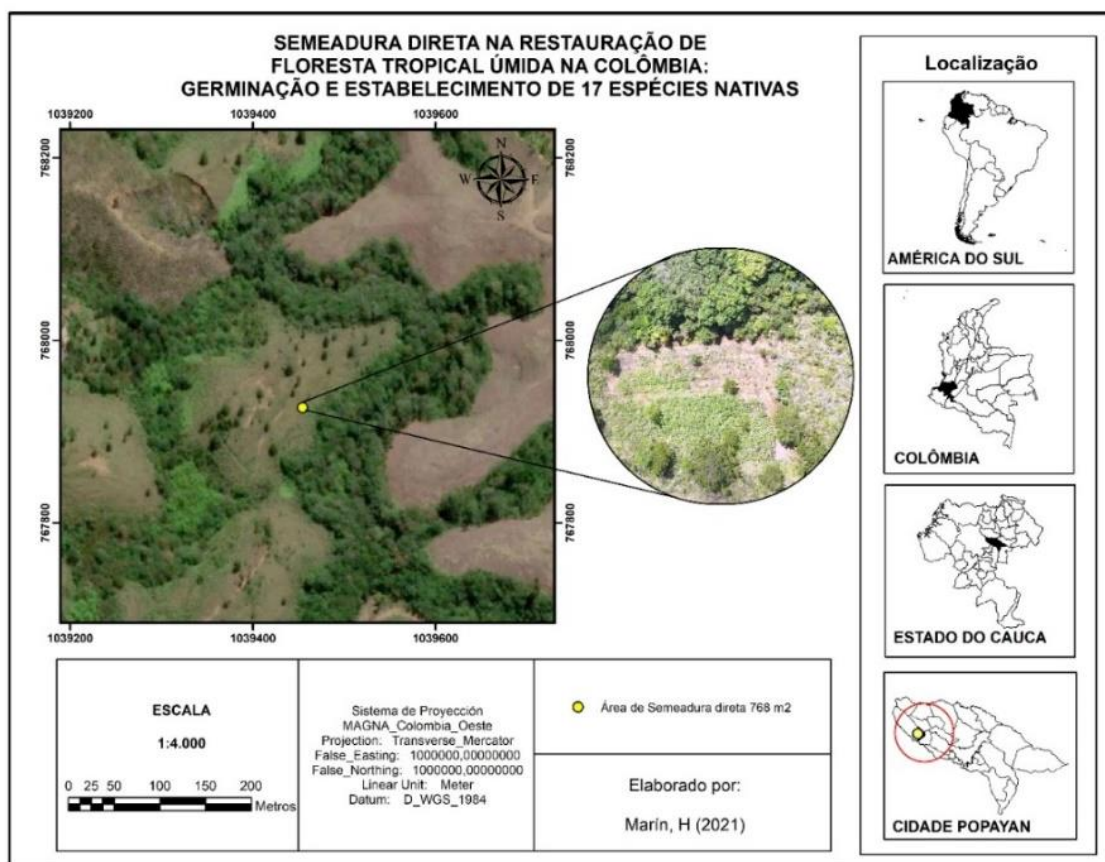 SEMEADURA DIRETA NA RESTAURAÇÃO DE
FLORESTA TROPICAL ÚMIDA NA COLÔMBIA:
GERMINAÇÃO E ESTABELECIMENTO DE 17 ESPÉCIES NATIVAS
1039200 1039400 1039600
768200 768200
768000 768000
767800 767800
N
W E
S
1039200 1039400 1039600
ESCALA
1:4.000
0 25 50 100 150 200
Metros
Sistema de Proyección
MAGNA_Colombia_Oeste
Projection: Transverse_Mercator
False_Easting: 1000000,00000000
False_Northing: 1000000,00000000
Linear Unit: Meter
Datum: D_WGS_1984
Área de Semeadura direta 768 m2
Elaborado por:
Marín, H (2021)
Localização
AMÉRICA DO SUL
COLÔMBIA
ESTADO DO CAUCA
CIDADE POPAYAN